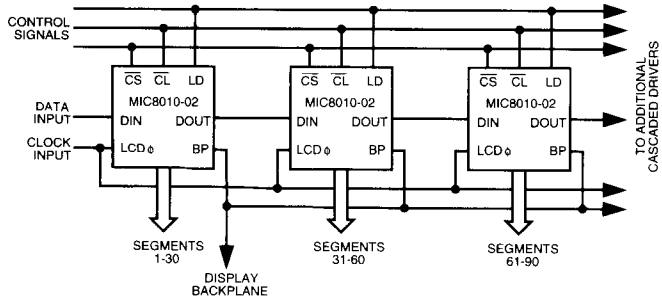 CONTROL
SIGNALS
CS CL LD
MIC8010-02
DIN DOUT
LCDϕ BP
CS CL LD
MIC8010-02
DIN DOUT
LCDϕ BP
CS CL LD
MIC8010-02
DIN DOUT
LCDϕ BP
DATA
INPUT
CLOCK
INPUT
TO ADDITIONAL
CASCADED DRIVERS
SEGMENTS
1-30
SEGMENTS
31-60
SEGMENTS
61-90
DISPLAY
BACKPLANE